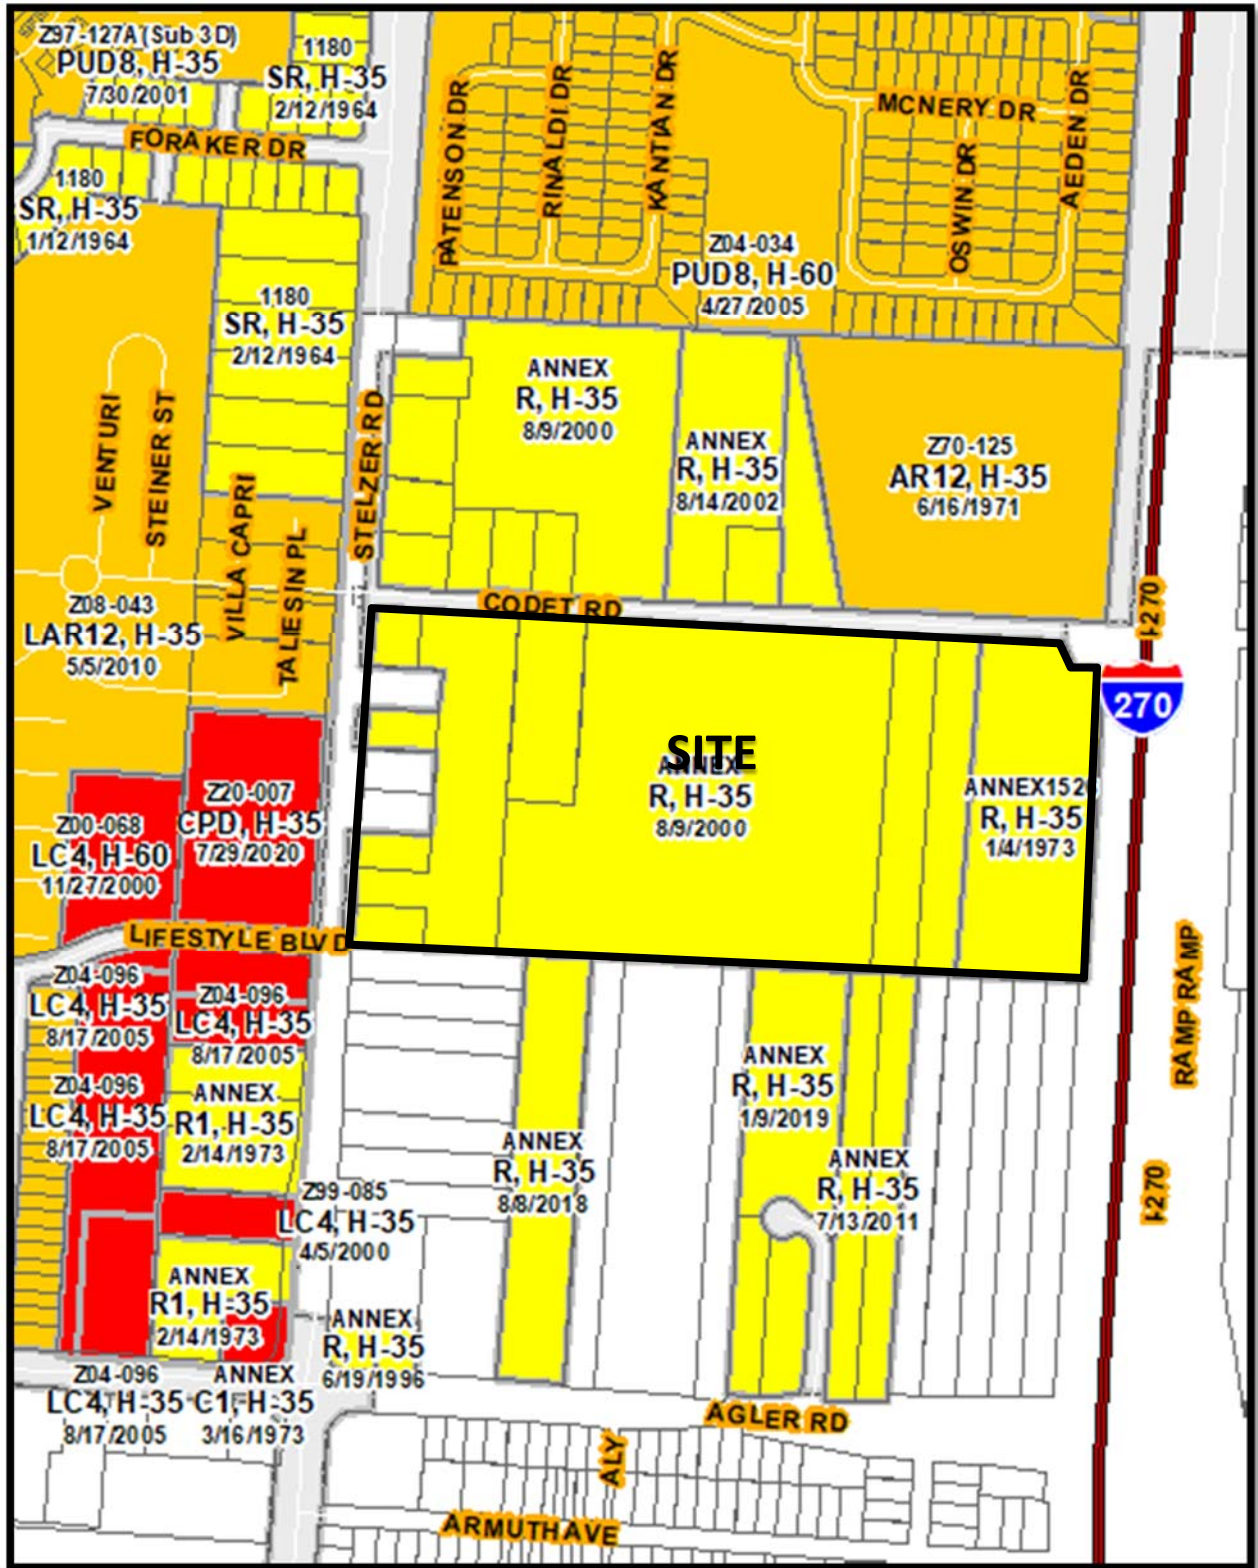 Z97-127A (Sub 3 D)
PUD8, H-35
7/30/2001
1180
SR, H-35
2/12/1964
FORAKER DR
1180
SR, H-35
1/12/1964
PATENSON DR
RINALDI DR
KANTIAN DR
MCNERY DR
OSWIN DR
AEDEN DR
Z04-034
PUD8, H-60
4/27/2005
1180
SR, H-35
2/12/1964
VENTURI
STEINER ST
VILLA CAPRI
TALIESIN PL
STELZER RD
ANNEX
R, H-35
8/9/2000
ANNEX
R, H-35
8/14/2002
Z70-125
AR12, H-35
6/16/1971
CODET RD
I-270
270
Z08-043
LAR12, H-35
5/5/2010
SITE
ANNEX
R, H-35
8/9/2000
ANNEX1526
R, H-35
1/4/1973
Z20-007
CPD, H-35
7/29/2020
Z00-068
LC4, H-60
11/27/2000
LIFESTYLE BLVD
Z04-096
LC4, H-35
8/17/2005
Z04-096
LC4, H-35
8/17/2005
RAMP RAMP
Z04-096
LC4, H-35
8/17/2005
ANNEX
R1, H-35
2/14/1973
ANNEX
R, H-35
1/9/2019
ANNEX
R, H-35
8/8/2018
ANNEX
R, H-35
7/13/2011
I-270
Z99-085
LC4, H-35
4/5/2000
ANNEX
R1, H-35
2/14/1973
ANNEX
R, H-35
6/19/1996
Z04-096
LC4, H-35
8/17/2005
ANNEX
C1, H-35
3/16/1973
AGLER RD
ALY
ARMUTH AVE